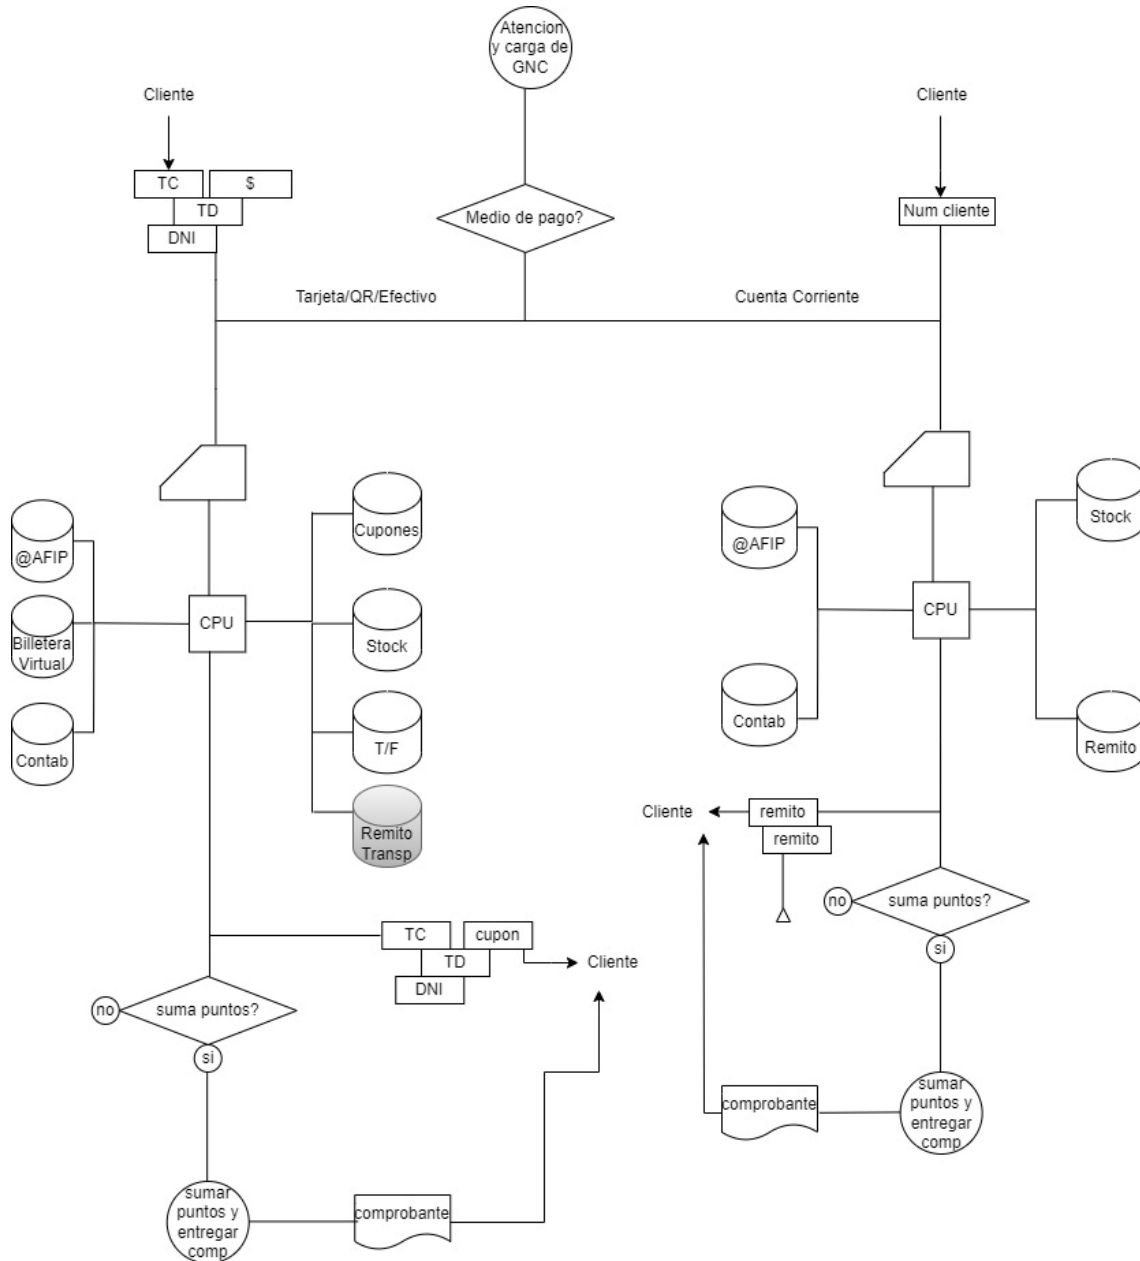 Atencion
y carga de
GNC
Cliente
Cliente
TC
$
TD
DNI
Medio de pago?
Num cliente
Tarjeta/QR/Efectivo
Cuenta Corriente
@AFIP
Billetera
Virtual
Contab
CPU
Cupones
Stock
T/F
Remito
Transp
@AFIP
Contab
CPU
Stock
Remito
Cliente
remito
remito
no
suma puntos?
si
TC
cupon
TD
DNI
Cliente
no
suma puntos?
si
comprobante
sumar
puntos y
entregar
comp
sumar
puntos y
entregar
comp
comprobante